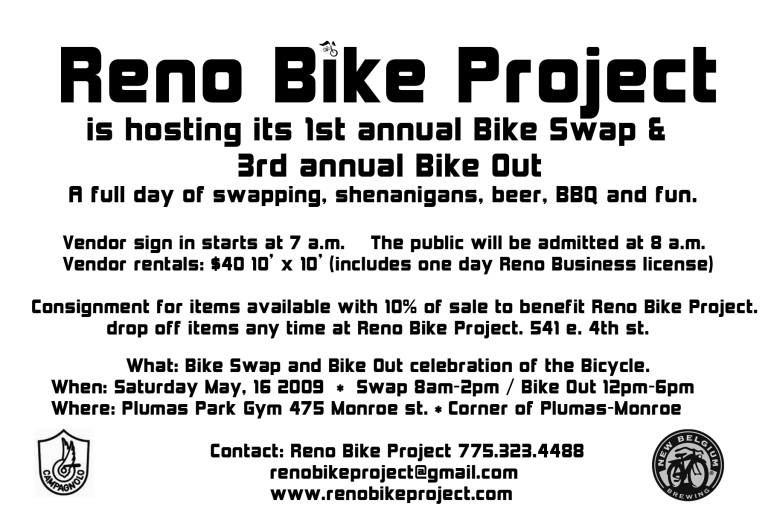 Reno Bike Project
is hosting its 1st annual Bike Swap &
3rd annual Bike Out
A full day of swapping, shenanigans, beer, BBQ and fun.
Vendor sign in starts at 7 a.m. The public will be admitted at 8 a.m.
Vendor rentals: $40 10' x 10' (includes one day Reno Business license)
Consignment for items available with 10% of sale to benefit Reno Bike Project.
drop off items any time at Reno Bike Project. 541 e. 4th st.
What: Bike Swap and Bike Out celebration of the Bicycle.
When: Saturday May, 16 2009 * Swap 8am-2pm / Bike Out 12pm-6pm
Where: Plumas Park Gym 475 Monroe st. * Corner of Plumas-Monroe
Contact: Reno Bike Project 775.323.4488
renobikeproject@gmail.com
www.renobikeproject.com
CAMPAGNOLO
NEW BELGIUM
BREWING